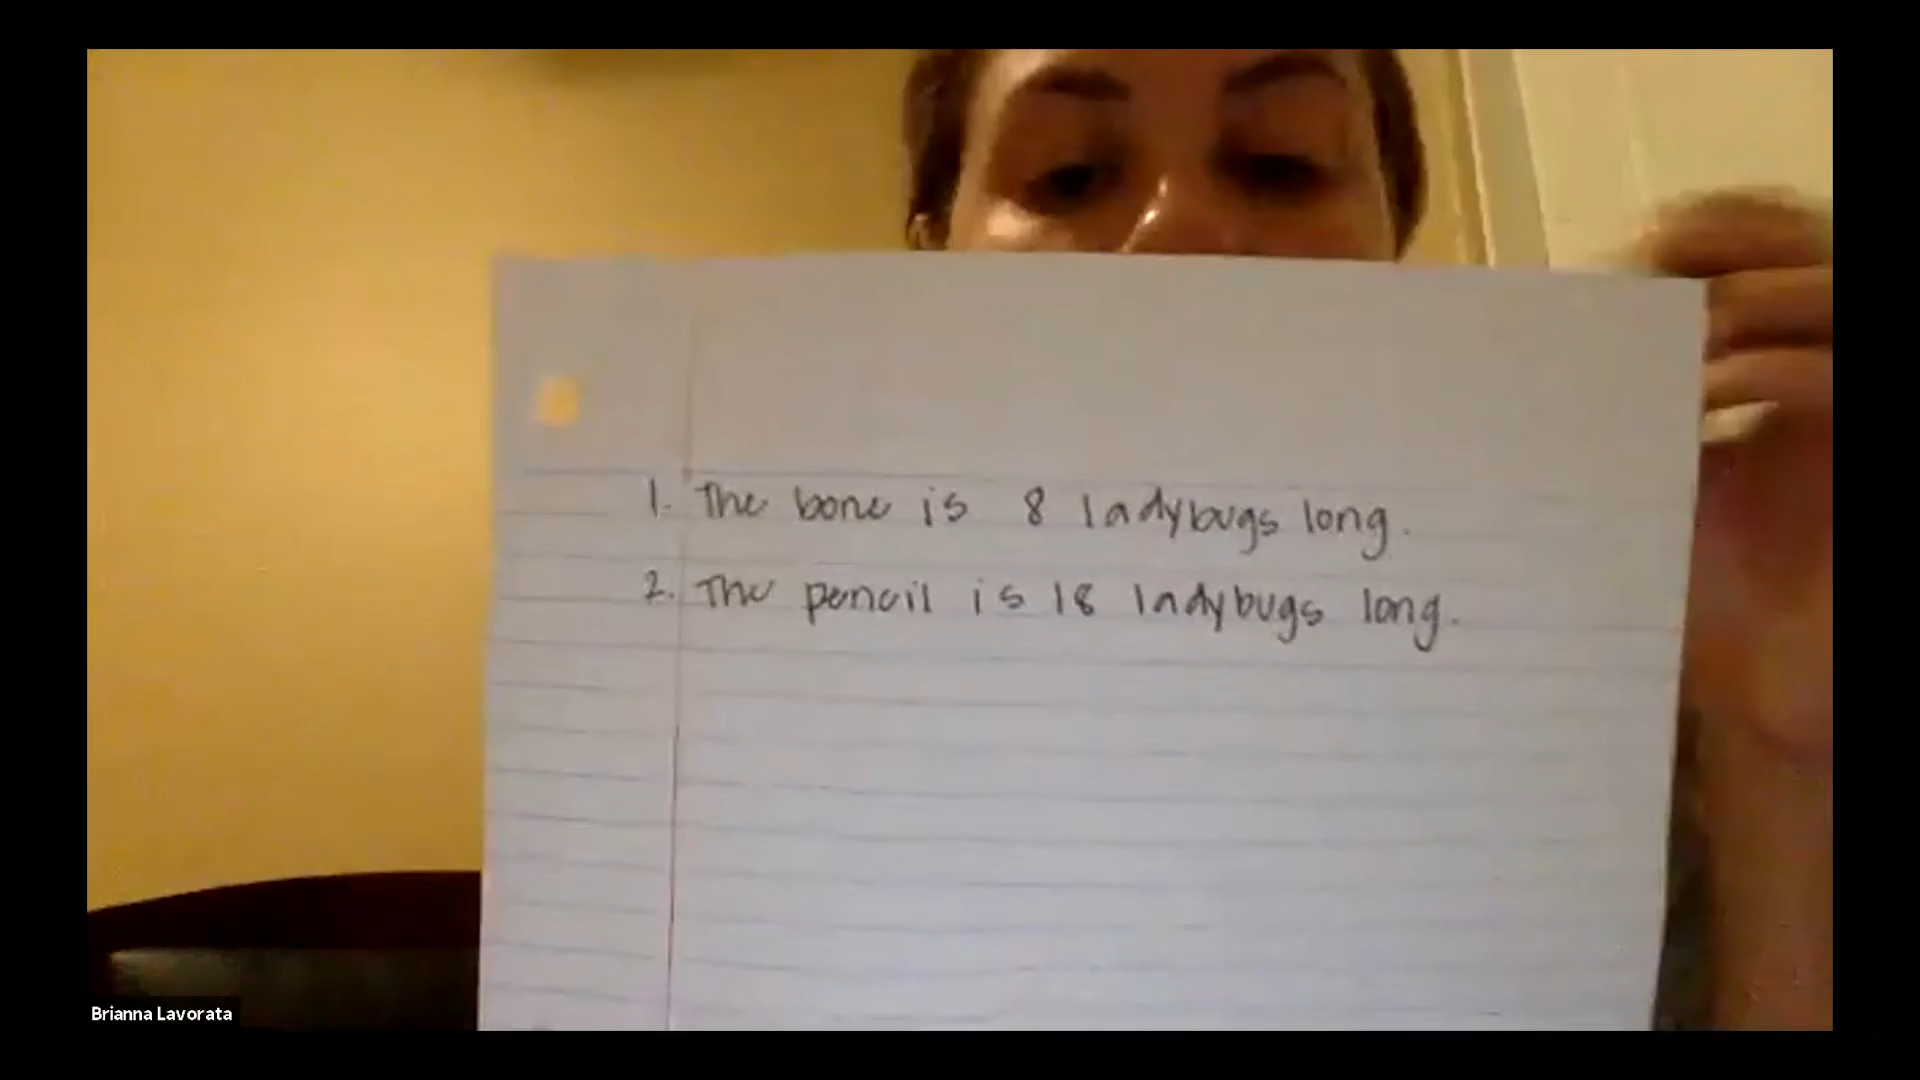 1. The bone is 8 ladybugs long.
2. The pencil is 18 ladybugs long.
Brianna Lavorata